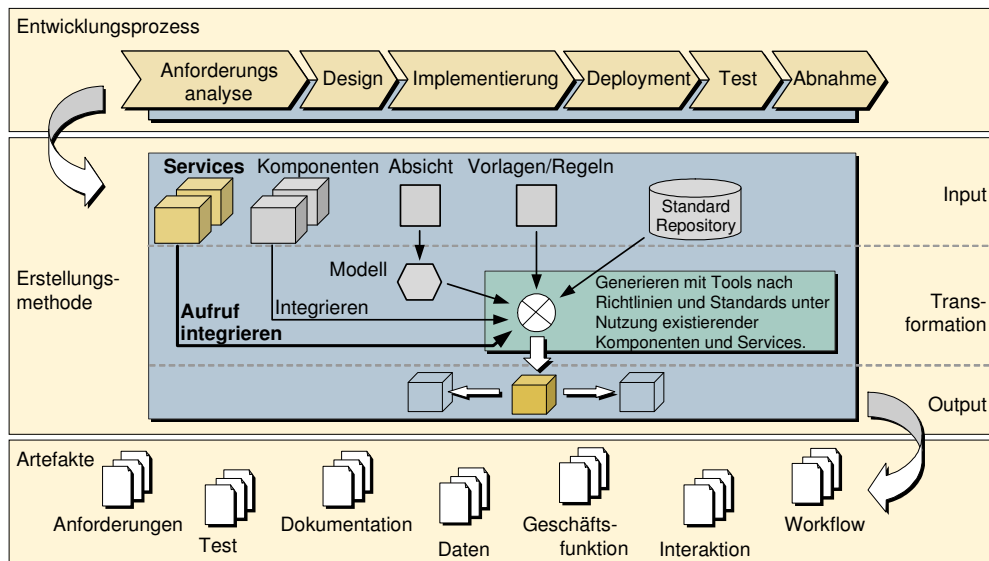 Entwicklungsprozess
Anforderungs
analyse
Design
Implementierung
Deployment
Test
Abnahme
Services
Komponenten
Absicht
Vorlagen/Regeln
Standard
Repository
Input
Erstellungs-
methode
Modell
Integrieren
Aufruf
integrieren
Generieren mit Tools nach
Richtlinien und Standards unter
Nutzung existierender
Komponenten und Services.
Trans-
formation
Output
Artefakte
Anforderungen
Test
Dokumentation
Daten
Geschäfts-
funktion
Interaktion
Workflow